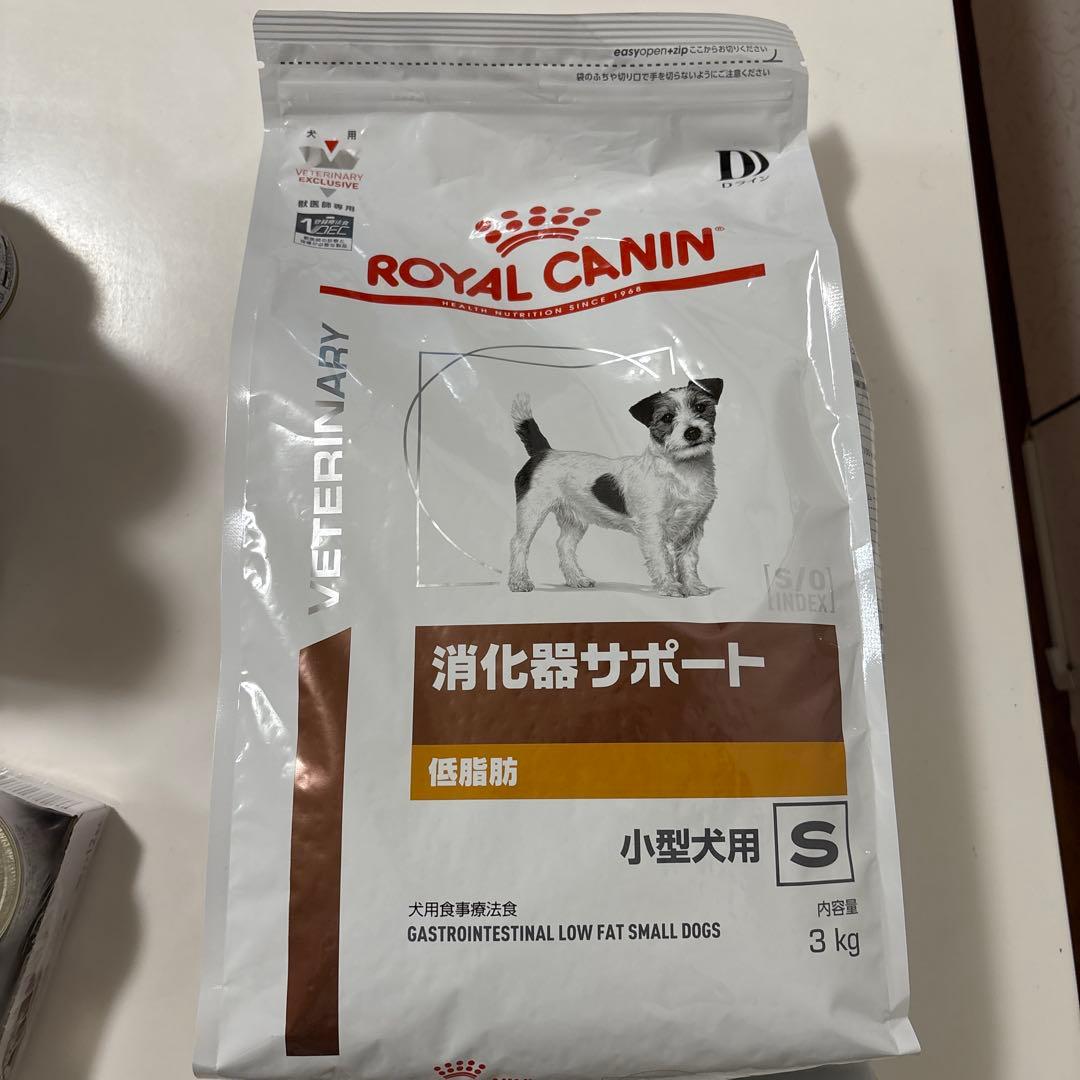 easyopen+zip ここからお切りください
袋のふちや切り口で手を切らないようにご注意ください
犬 用
VETERINARY
EXCLUSIVE
獣医師専用
D
Dライン
ROYAL CANIN®
HEALTH NUTRITION SINCE 1968
VETERINARY
S/O
INDEX
消化器サポート
低脂肪
小型犬用 S
犬用食事療法食
GASTROINTESTINAL LOW FAT SMALL DOGS
内容量
3 kg